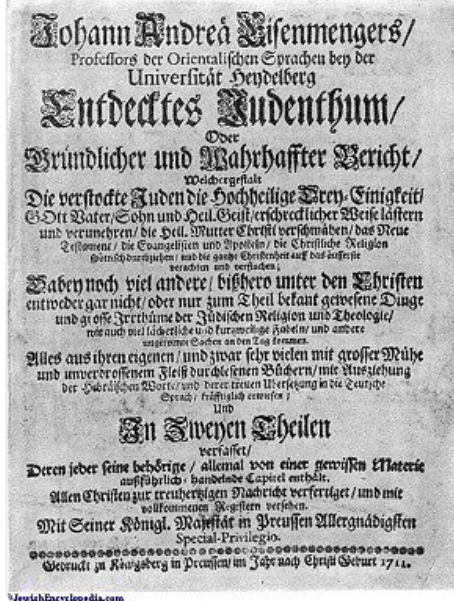 Johann Andreä Eisenmengers/
Professors der Orientalischen Sprachen bey der
Universität Heydelberg
Entdecktes Judenthum/
Oder
Gründlicher und Wahrhaffter Bericht/
Welchergestalt
Die verstockte Juden die Hochheilige Drey-Einigkeit/
GOtt Vater/Sohn und Heil. Geist/erschrecklicher Weise lästern
und verunehren/ die Heil. Mutter Christi verschmähen/ das Neue
Testament/ die Evangelisten und Aposteln/ die Christliche Religion
spöttisch durchziehen/ und die gantze Christenheit auff das äusserste
verachten und verfluchen;
Dabey noch viel andere/ bißhero unter den Christen
entweder gar nicht/ oder nur zum Theil bekant gewesene Dinge
und grosse Irrthüme der Jüdischen Religion und Theologie/
wie auch viel lächerliche und kurtzweilige Fabeln/ und andere
ungereimte Sachen an den Tag kommen.
Alles aus ihren eigenen/ und zwar sehr vielen mit grosser Mühe
und unverdrossenem Fleiß durchlesenen Büchern/ mit Ausziehung
der Hebräischen Worte/ und derer treuen Ubersetzung in die Teutsche
Sprach/ kräfftiglich erwiesen;
Und
In Zweyen Theilen
verfasset/
Deren jeder seine behörige/ allemal von einer gewissen Materie
außführlich-handelnde Capitel enthält.
Allen Christen zur treuhertzigen Nachricht verfertiget/ und mit
vollkommenen Registern versehen.
Mit Seiner Königl. Majestät in Preussen Allergnädigsten
Special-Privilegio.
Gedruckt zu Königsberg in Preussen/ im Jahr nach Christi Geburt 1711.
©JewishEncyclopedia.com